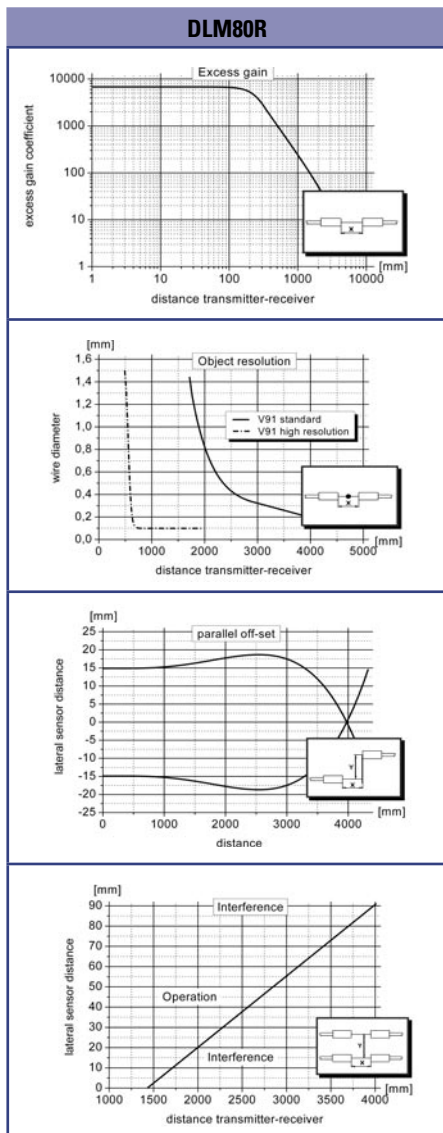 DLM80R
Excess gain
excess gain coefficient
10000
1000
100
10
1
X
1 10 100 1000 10000
[mm]
distance transmitter-receiver
[mm]
Object resolution
wire diameter
1,6
1,4
1,2
1,0
0,8
0,6
0,4
0,2
0,0
V91 standard
V91 high resolution
X
0 1000 2000 3000 4000 5000
[mm]
distance transmitter-receiver
[mm]
parallel off-set
lateral sensor distance
25
20
15
10
5
0
-5
-10
-15
-20
-25
Y
X
0 1000 2000 3000 4000
[mm]
distance
[mm]
Interference
lateral sensor distance
90
80
70
60
50
40
30
20
10
0
Operation
Interference
Y
X
1000 1500 2000 2500 3000 3500 4000
[mm]
distance transmitter-receiver